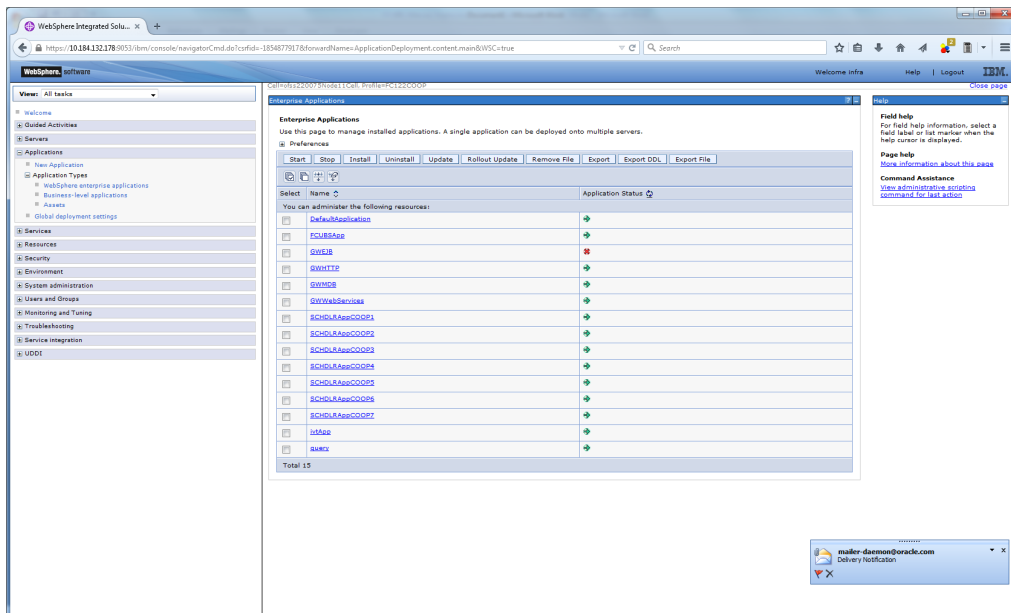 WebSphere Integrated Solu... × +
https://10.184.132.178:9053/ibm/console/navigatorCmd.do?csrfid=-1854877917&forwardName=ApplicationDeployment.content.main&WSC=true
Search
2
WebSphere. software
Welcome infra
Help | Logout
IBM.
View: All tasks
Cell=ofss220075Node11Cell, Profile=FC122COOP
Close page
Welcome
Guided Activities
Servers
Applications
New Application
Application Types
WebSphere enterprise applications
Business-level applications
Assets
Global deployment settings
Services
Resources
Security
Environment
System administration
Users and Groups
Monitoring and Tuning
Troubleshooting
Service integration
UDDI
Enterprise Applications
Enterprise Applications
Use this page to manage installed applications. A single application can be deployed onto multiple servers.
Preferences
Start Stop Install Uninstall Update Rollout Update Remove File Export Export DDL Export File
Select Name Application Status
You can administer the following resources:
DefaultApplication
FCUBSApp
GWEJB
GWHTTP
GWMDB
GWWebServices
SCHDLRAppCOOP1
SCHDLRAppCOOP2
SCHDLRAppCOOP3
SCHDLRAppCOOP4
SCHDLRAppCOOP5
SCHDLRAppCOOP6
SCHDLRAppCOOP7
ivtApp
query
Total 15
Help
Field help
For field help information, select a
field label or list marker when the
help cursor is displayed.
Page help
More information about this page
Command Assistance
View administrative scripting
command for last action
mailer-daemon@oracle.com
Delivery Notification